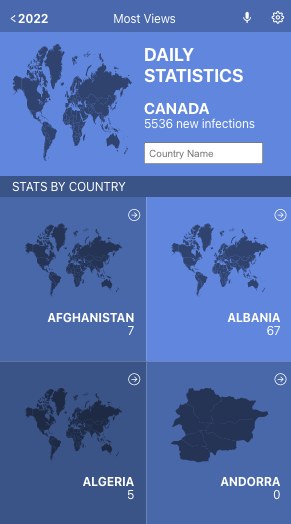 < 2022
Most Views
DAILY
STATISTICS
CANADA
5536 new infections
Country Name
STATS BY COUNTRY
AFGHANISTAN
7
ALBANIA
67
ALGERIA
5
ANDORRA
0